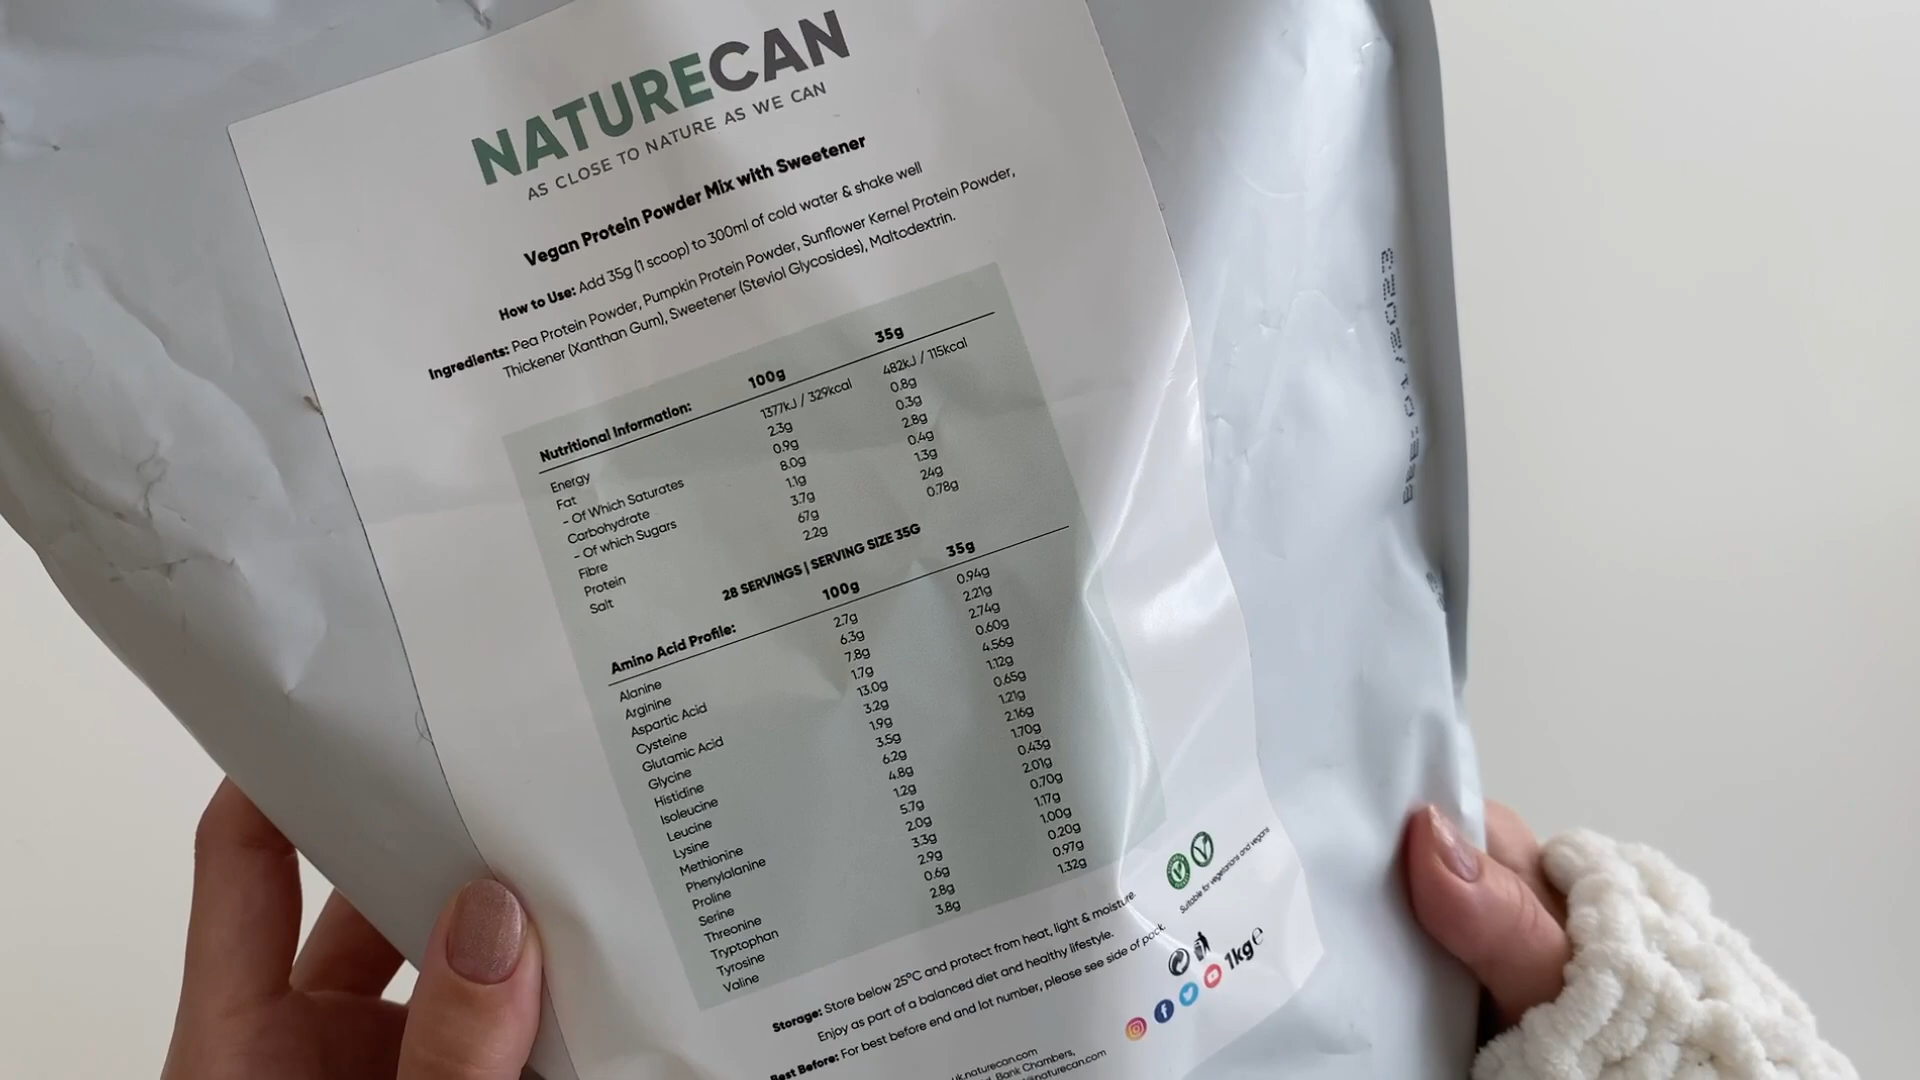 NATURECAN
AS CLOSE TO NATURE AS WE CAN
Vegan Protein Powder Mix with Sweetener
How to Use: Add 35g (1 scoop) to 300ml of cold water & shake well
Ingredients: Pea Protein Powder, Pumpkin Protein Powder, Sunflower Kernel Protein Powder,
Thickener (Xanthan Gum), Sweetener (Steviol Glycosides), Maltodextrin.
Nutritional Information: 100g 35g
Energy 1377kJ / 329kcal 482kJ / 115kcal
Fat 2.3g 0.8g
- Of Which Saturates 0.9g 0.3g
Carbohydrate 8.0g 2.8g
- Of which Sugars 1.1g 0.4g
Fibre 3.7g 1.3g
Protein 67g 24g
Salt 2.2g 0.78g
28 SERVINGS | SERVING SIZE 35G
Amino Acid Profile: 100g 35g
Alanine 2.7g 0.94g
Arginine 6.3g 2.21g
Aspartic Acid 7.8g 2.74g
Cysteine 1.7g 0.60g
Glutamic Acid 13.0g 4.56g
Glycine 3.2g 1.12g
Histidine 1.9g 0.65g
Isoleucine 3.5g 1.21g
Leucine 6.2g 2.16g
Lysine 4.8g 1.70g
Methionine 1.2g 0.43g
Phenylalanine 5.7g 2.01g
Proline 2.0g 0.70g
Serine 3.3g 1.17g
Threonine 2.9g 1.00g
Tryptophan 0.6g 0.20g
Tyrosine 2.8g 0.97g
Valine 3.8g 1.32g
Suitable for vegetarians and vegans
Storage: Store below 25°C and protect from heat, light & moisture.
Enjoy as part of a balanced diet and healthy lifestyle.
Best Before: For best before end and lot number, please see side of pack.
1kg e
uk.naturecan.com
Bank Chambers,
@naturecan.com
BBE: 01/2023